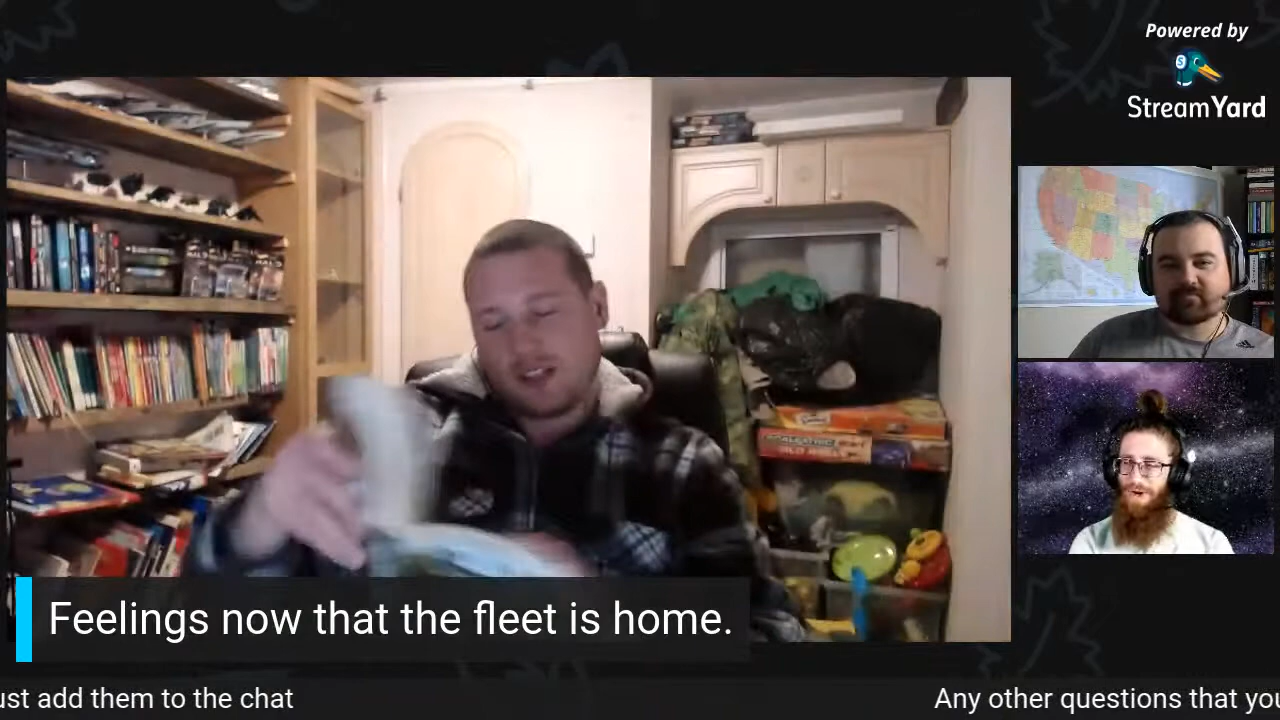 Powered by
StreamYard
Feelings now that the fleet is home.
ust add them to the chat
Any other questions that you